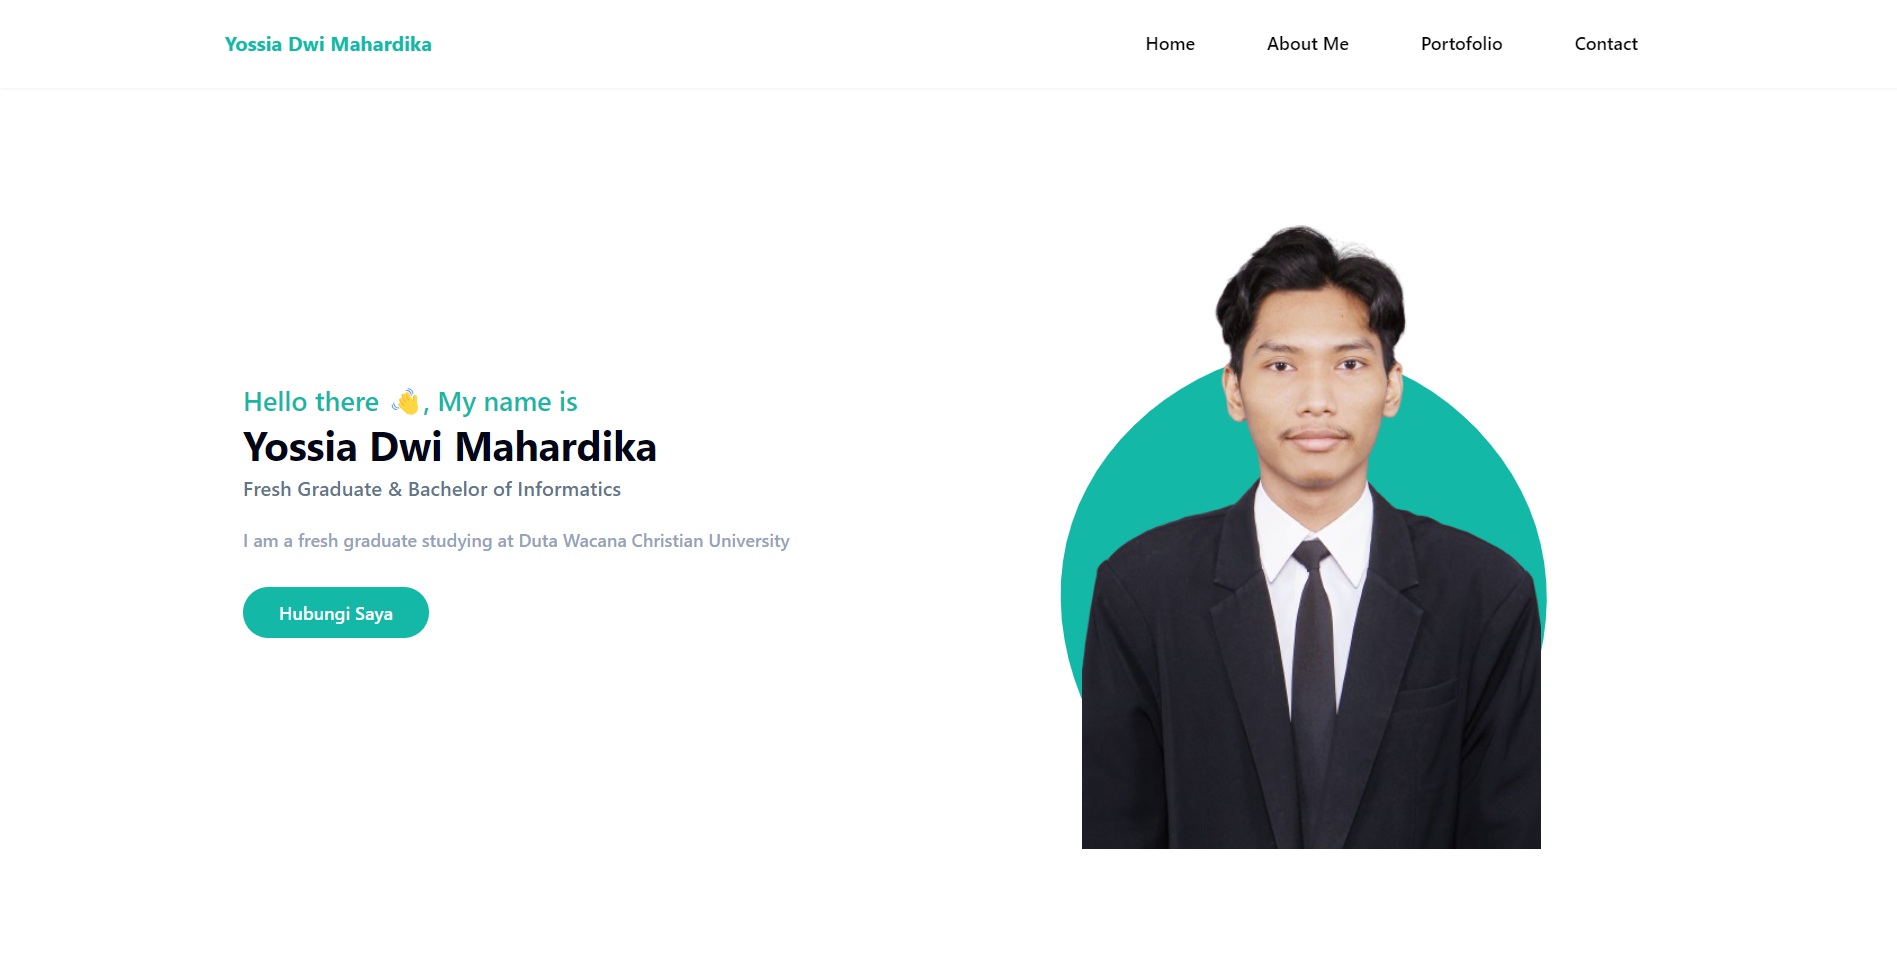 Yossia Dwi Mahardika
Home About Me Portofolio Contact
Hello there 👋, My name is
Yossia Dwi Mahardika
Fresh Graduate & Bachelor of Informatics
I am a fresh graduate studying at Duta Wacana Christian University
Hubungi Saya